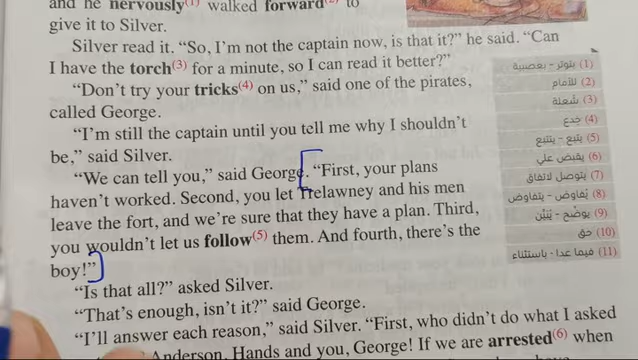 and he nervously(1) walked forward(2) to
give it to Silver.
Silver read it. “So, I’m not the captain now, is that it?” he said. “Can
I have the torch(3) for a minute, so I can read it better?”
“Don’t try your tricks(4) on us,” said one of the pirates,
called George.
“I’m still the captain until you tell me why I shouldn’t
be,” said Silver.
“We can tell you,” said George. “First, your plans
haven’t worked. Second, you let Trelawney and his men
leave the fort, and we’re sure that they have a plan. Third,
you wouldn’t let us follow(5) them. And fourth, there’s the
boy!”
“Is that all?” asked Silver.
“That’s enough, isn’t it?” said George.
“I’ll answer each reason,” said Silver. “First, who didn’t do what I asked
Anderson, Hands and you, George! If we are arrested(6) when
(1) بتوتر - بعصبية
(2) للأمام
(3) شعلة
(4) خدع
(5) يتبع - يتتبع
(6) يقبض علي
(7) يتوصل لاتفاق
(8) يُفاوض - يتفاوض
(9) يوضح - يُبَيِّن
(10) حق
(11) فيما عدا - باستثناء